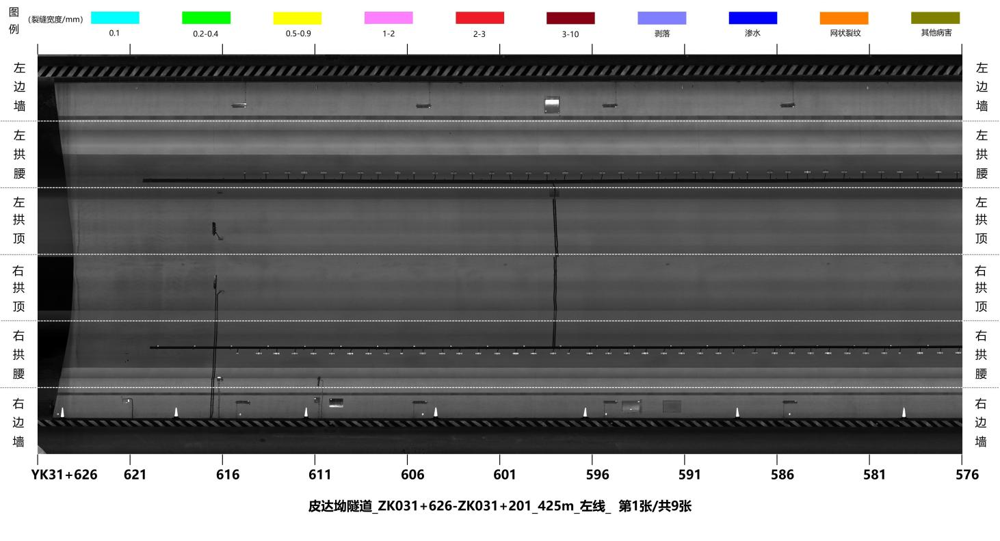 图例
(裂缝宽度/mm)
0.1
0.2-0.4
0.5-0.9
1-2
2-3
3-10
剥落
渗水
网状裂纹
其他病害
左边墙
左边墙
左拱腰
左拱腰
左拱顶
左拱顶
右拱顶
右拱顶
右拱腰
右拱腰
右边墙
右边墙
YK31+626 621 616 611 606 601 596 591 586 581 576
皮达坳隧道_ZK031+626-ZK031+201_425m_左线_ 第1张/共9张